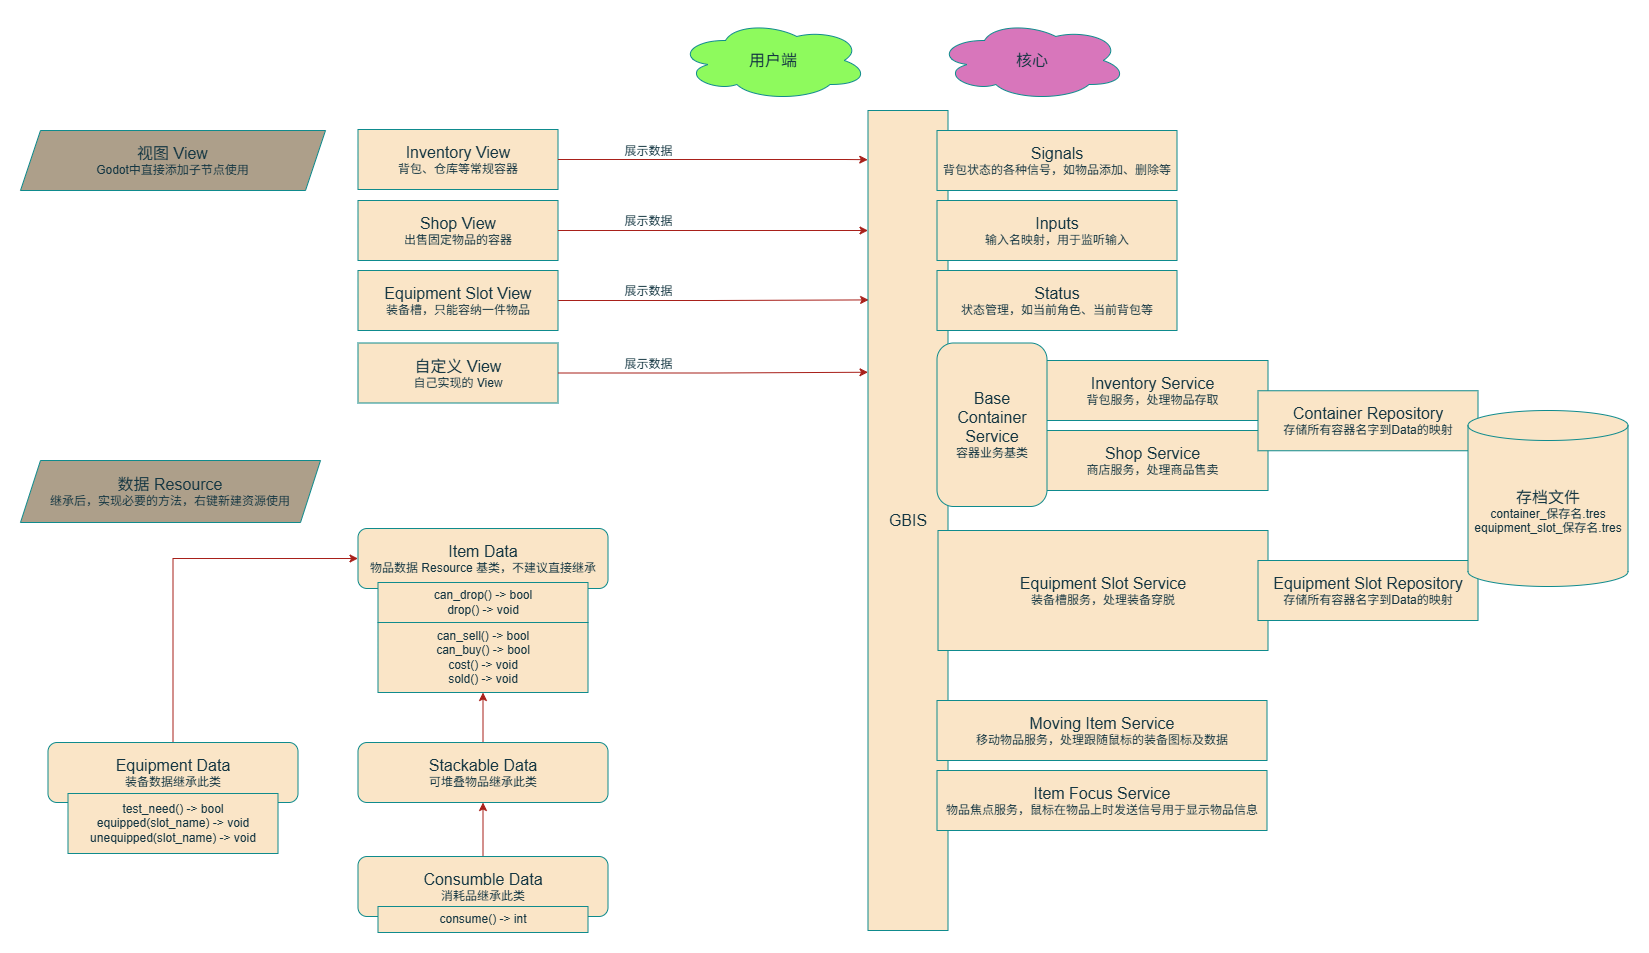 用户端
核心
视图 View
Godot中直接添加子节点使用
Inventory View
背包、仓库等常规容器
展示数据
Shop View
出售固定物品的容器
展示数据
Equipment Slot View
装备槽，只能容纳一件物品
展示数据
自定义 View
自己实现的 View
展示数据
GBIS
Signals
背包状态的各种信号，如物品添加、删除等
Inputs
输入名映射，用于监听输入
Status
状态管理，如当前角色、当前背包等
Base
Container
Service
容器业务基类
Inventory Service
背包服务，处理物品存取
Shop Service
商店服务，处理商品售卖
Container Repository
存储所有容器名字到Data的映射
存档文件
container_保存名.tres
equipment_slot_保存名.tres
Equipment Slot Service
装备槽服务，处理装备穿脱
Equipment Slot Repository
存储所有容器名字到Data的映射
Moving Item Service
移动物品服务，处理跟随鼠标的装备图标及数据
Item Focus Service
物品焦点服务，鼠标在物品上时发送信号用于显示物品信息
数据 Resource
继承后，实现必要的方法，右键新建资源使用
Item Data
物品数据 Resource 基类，不建议直接继承
can_drop() -> bool
drop() -> void
can_sell() -> bool
can_buy() -> bool
cost() -> void
sold() -> void
Equipment Data
装备数据继承此类
test_need() -> bool
equipped(slot_name) -> void
unequipped(slot_name) -> void
Stackable Data
可堆叠物品继承此类
Consumble Data
消耗品继承此类
consume() -> int